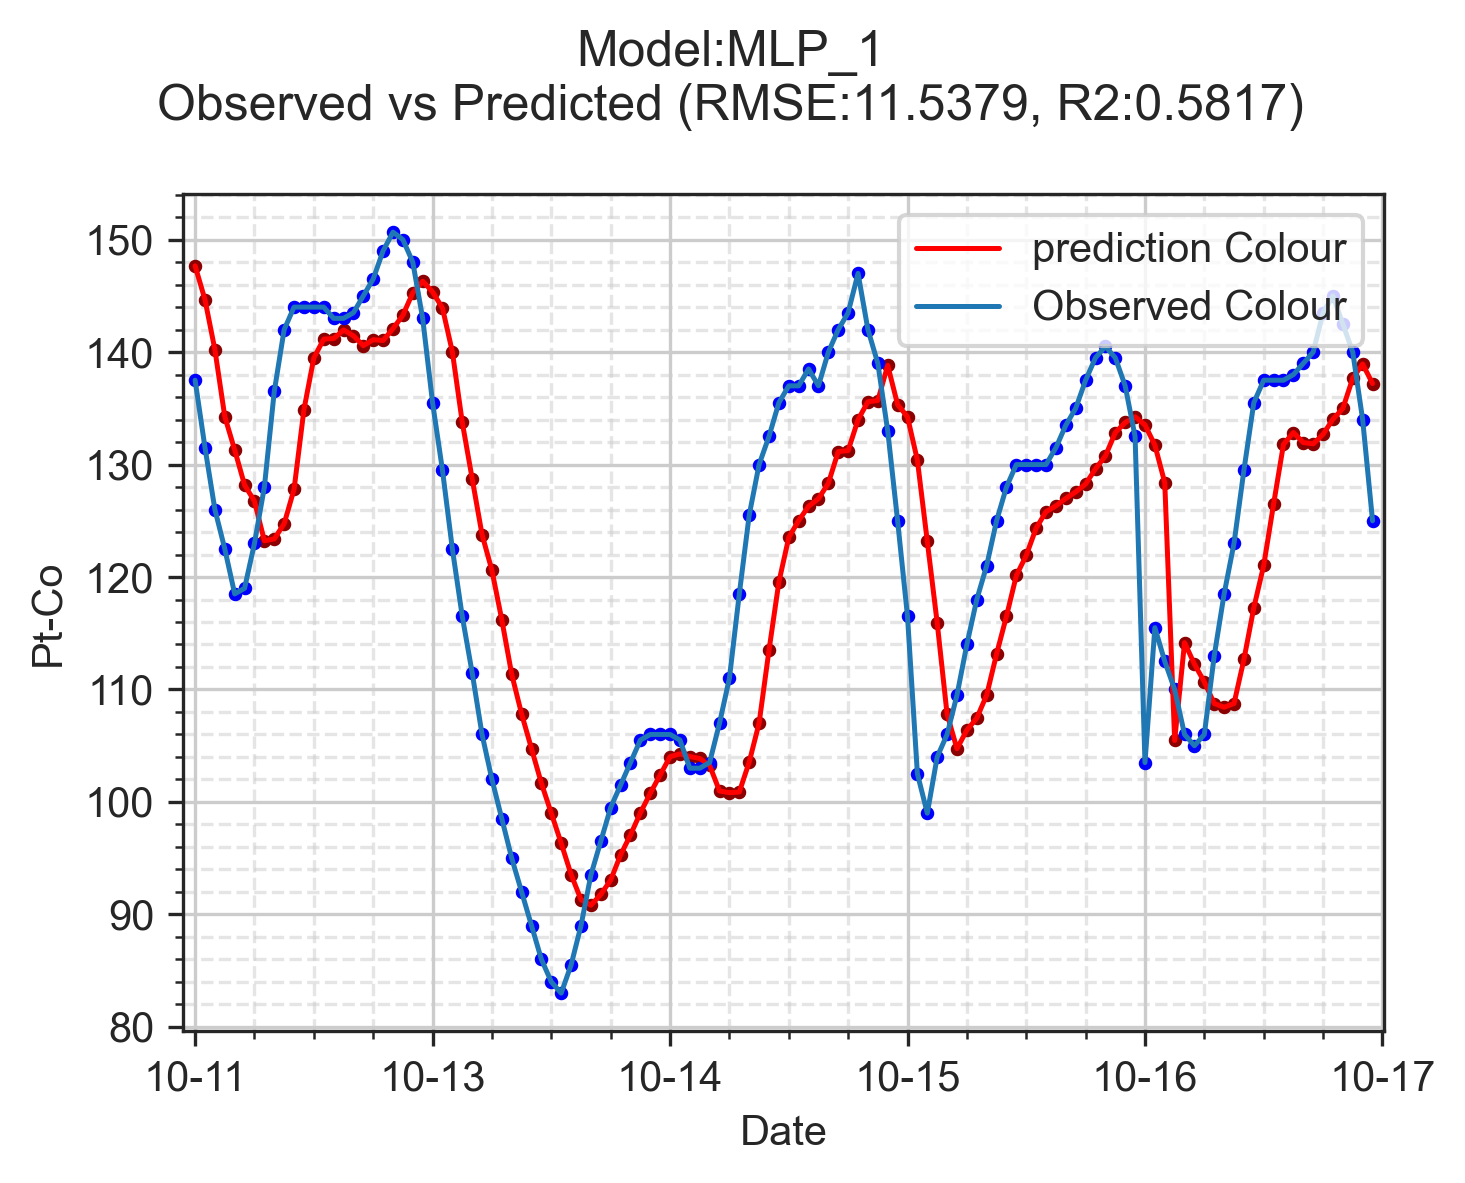 Model:MLP_1
Observed vs Predicted (RMSE:11.5379, R2:0.5817)
prediction Colour
Observed Colour
150
140
130
120
110
100
90
80
Pt-Co
10-11 10-13 10-14 10-15 10-16 10-17
Date